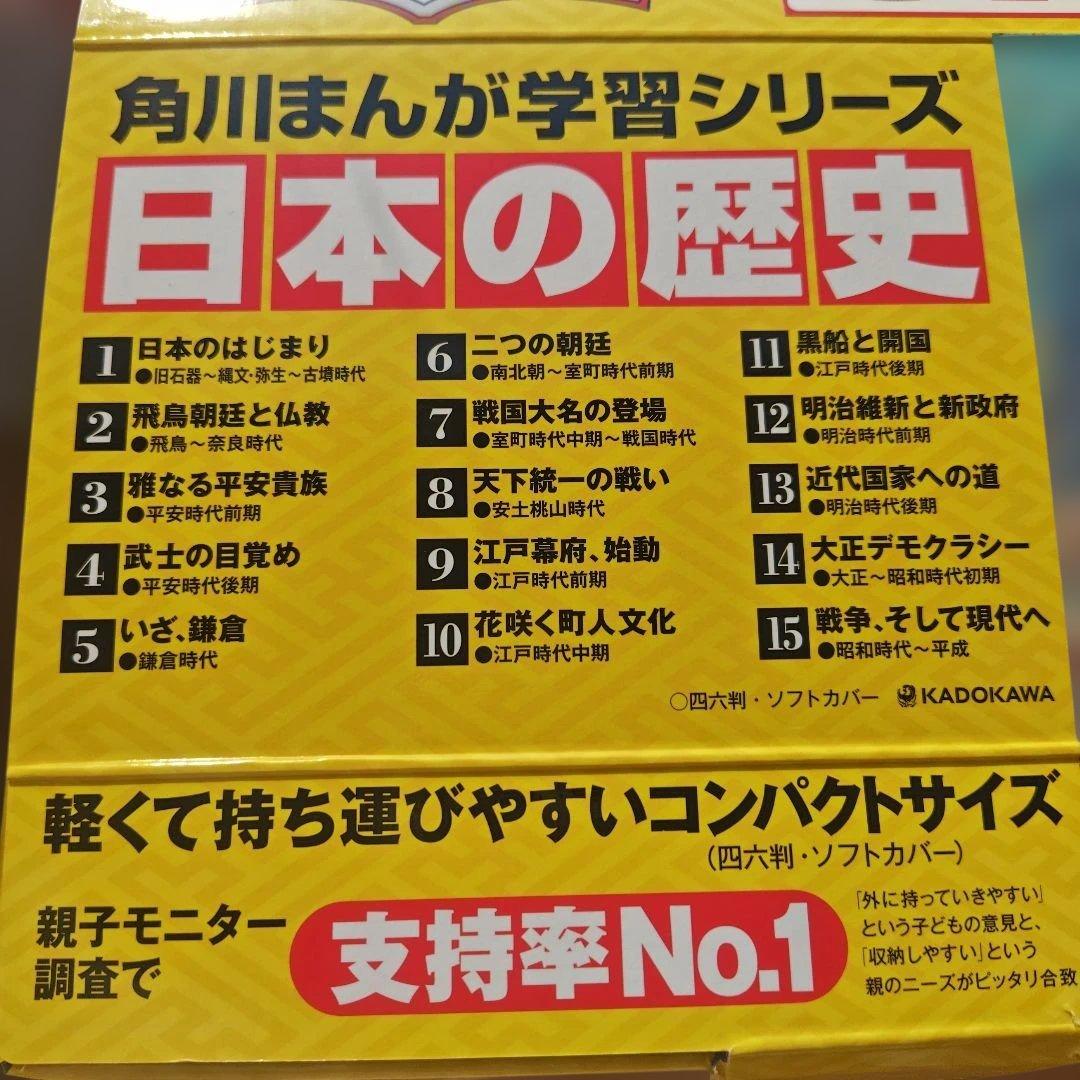 角川まんが学習シリーズ
日本の歴史
1 日本のはじまり
●旧石器～縄文・弥生～古墳時代
2 飛鳥朝廷と仏教
●飛鳥～奈良時代
3 雅なる平安貴族
●平安時代前期
4 武士の目覚め
●平安時代後期
5 いざ、鎌倉
●鎌倉時代
6 二つの朝廷
●南北朝～室町時代前期
7 戦国大名の登場
●室町時代中期～戦国時代
8 天下統一の戦い
●安土桃山時代
9 江戸幕府、始動
●江戸時代前期
10 花咲く町人文化
●江戸時代中期
11 黒船と開国
●江戸時代後期
12 明治維新と新政府
●明治時代前期
13 近代国家への道
●明治時代後期
14 大正デモクラシー
●大正～昭和時代初期
15 戦争、そして現代へ
●昭和時代～平成
○四六判・ソフトカバー KADOKAWA
軽くて持ち運びやすいコンパクトサイズ
(四六判・ソフトカバー)
親子モニター
調査で
支持率No.1
「外に持っていきやすい」
という子どもの意見と、
「収納しやすい」という
親のニーズがピッタリ合致